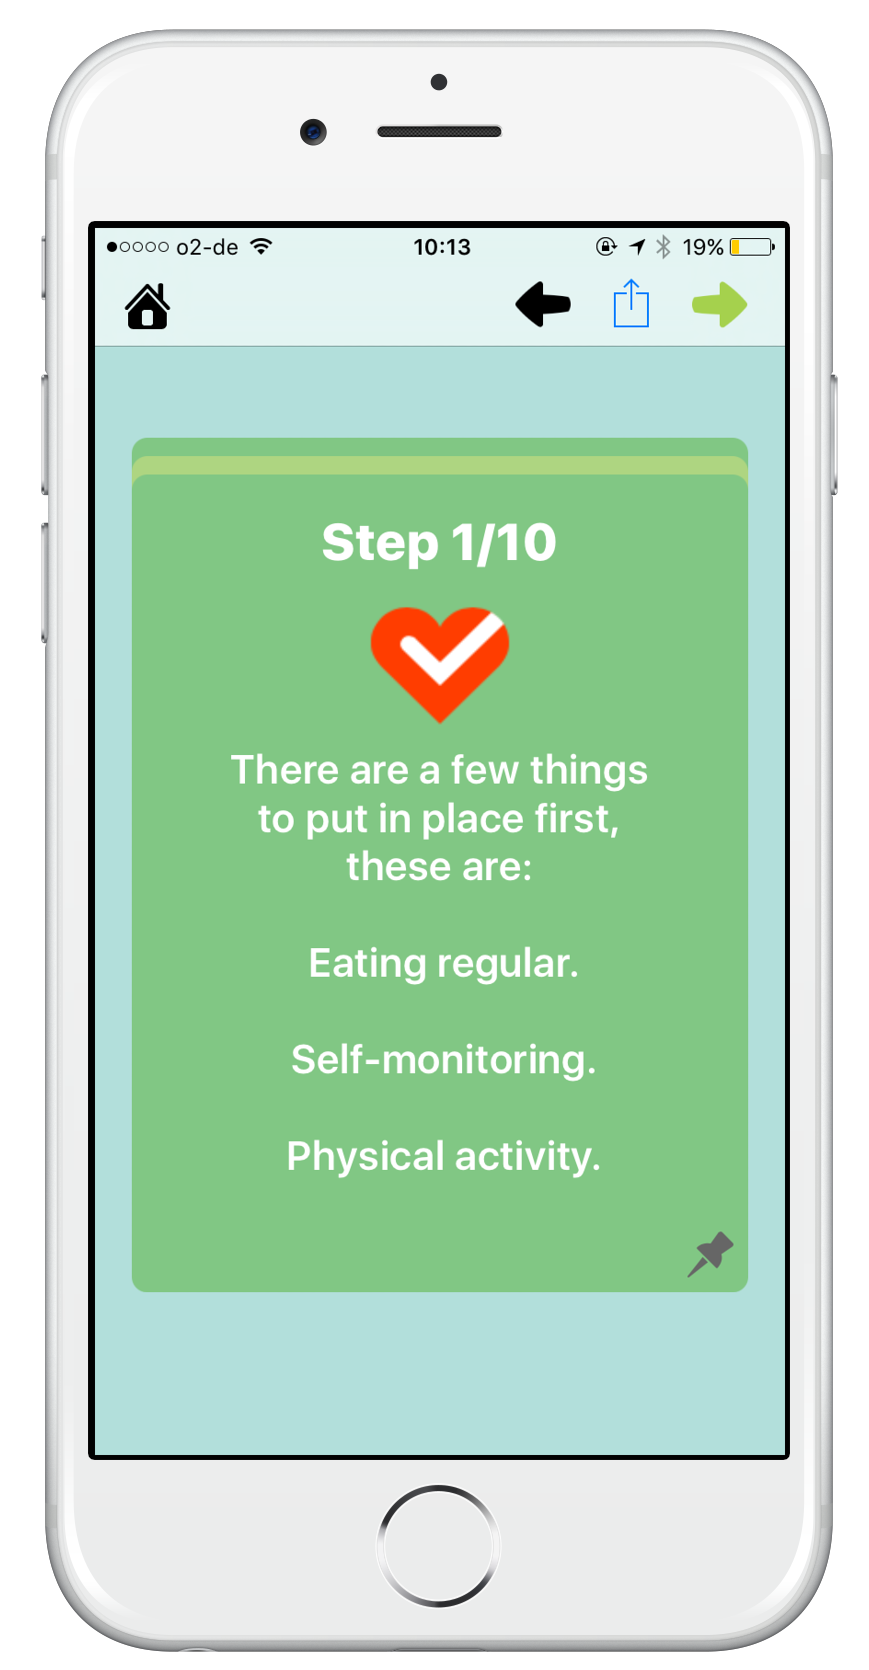 o2-de 10:13 19%
Step 1/10
There are a few things
to put in place first,
these are:
Eating regular.
Self-monitoring.
Physical activity.